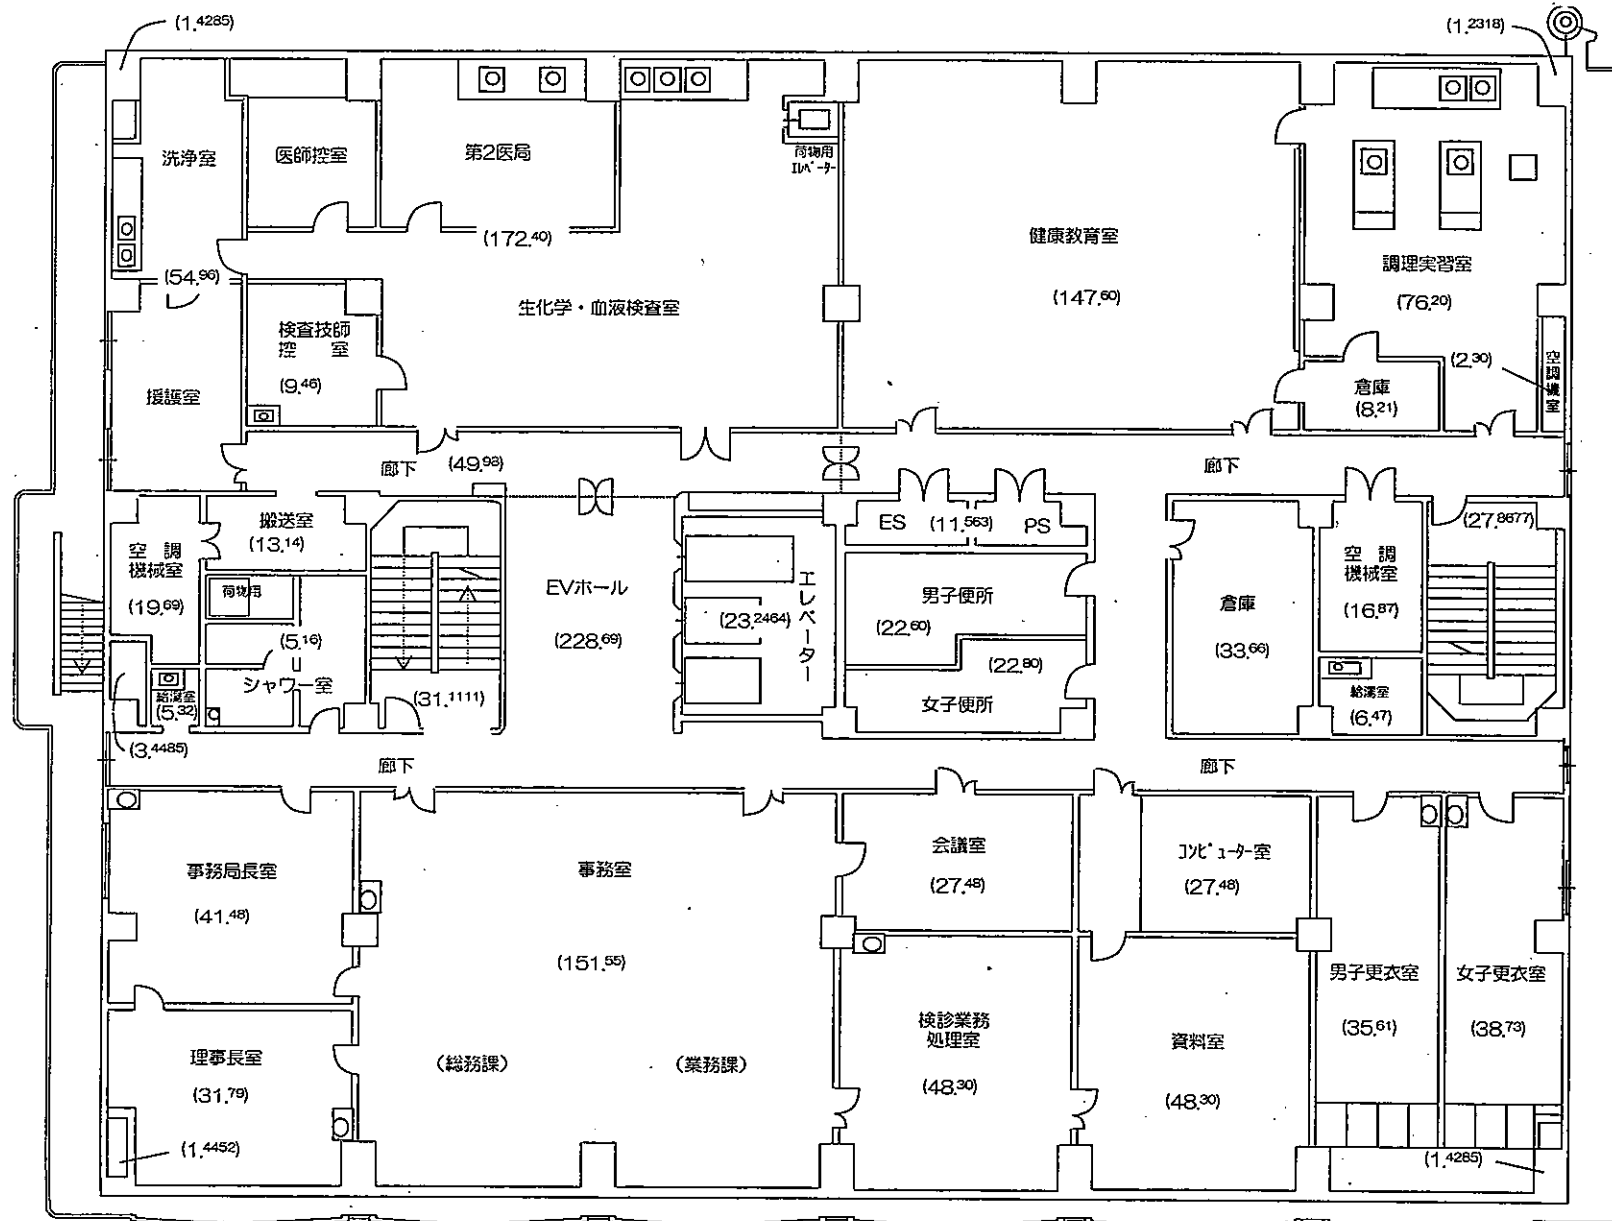 (1.4285)
(1.2318)
洗浄室
医師控室
第2医局
荷物用
ｴﾚﾍﾞｰﾀｰ
(172.40)
(54.96)
健康教育室
(147.60)
調理実習室
(76.20)
生化学・血液検査室
検査技師
控　室
(9.46)
援護室
(2.30)
空調機室
倉庫
(8.21)
廊下
(49.98)
廊下
搬送室
(13.14)
空　調
機械室
(19.69)
荷物用
(5.16)
シャワー室
給湯室
(5.32)
(3.4485)
(31.1111)
EVホール
(228.69)
エレベーター
(23.2464)
ES
(11.563)
PS
男子便所
(22.60)
(22.80)
女子便所
倉庫
(33.66)
空　調
機械室
(16.87)
(27.8677)
給湯室
(6.47)
廊下
廊下
事務局長室
(41.48)
事務室
(151.55)
会議室
(27.48)
ｺﾝﾋﾟｭｰﾀｰ室
(27.48)
男子更衣室
(35.61)
女子更衣室
(38.73)
理事長室
(31.79)
(総務課)
(業務課)
検診業務
処理室
(48.30)
資料室
(48.30)
(1.4452)
(1.4285)